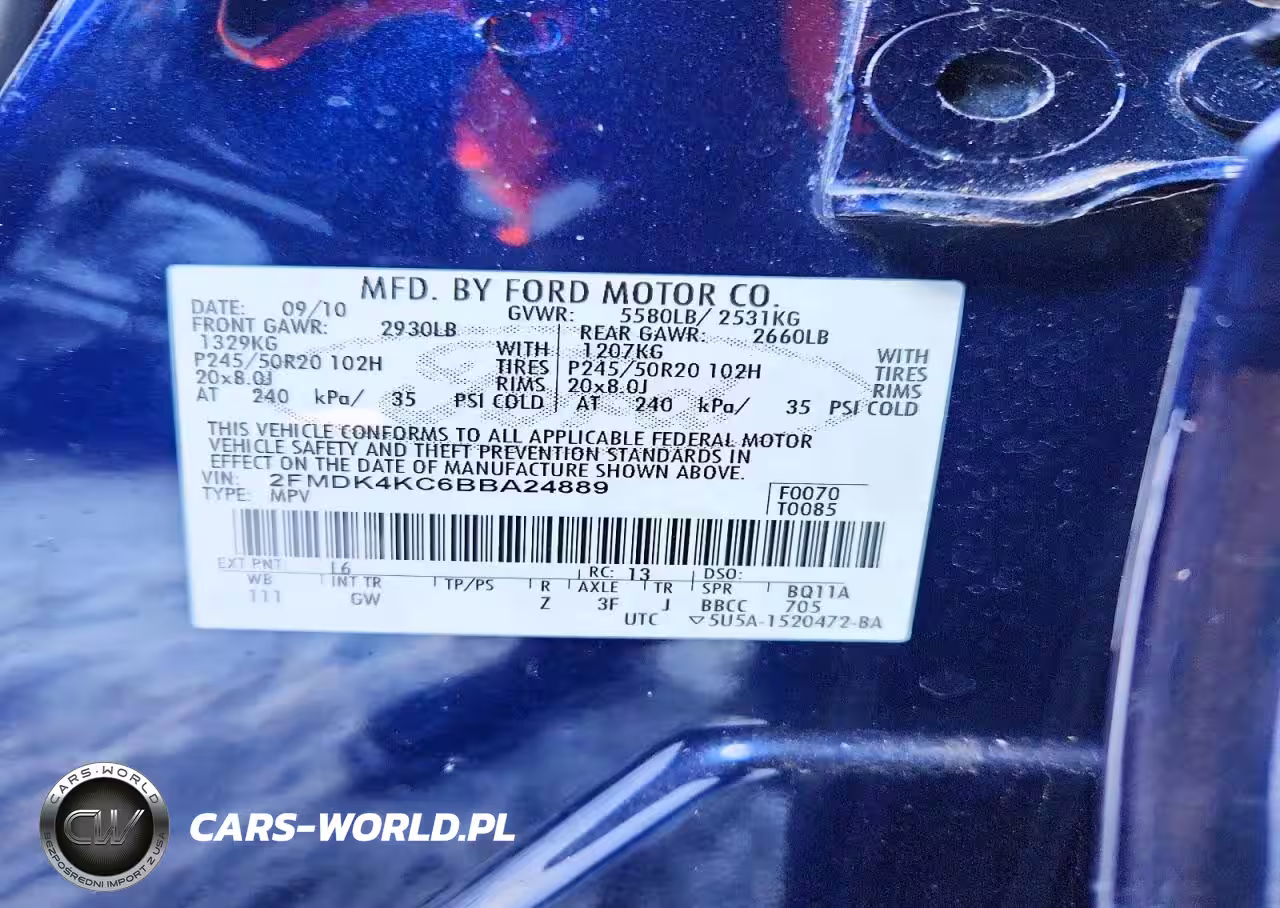 MFD. BY FORD MOTOR CO.
DATE: 09/10 GVWR: 5580LB/ 2531KG
FRONT GAWR: 2930LB REAR GAWR: 2660LB
1329KG WITH 1207KG WITH
P245/50R20 102H TIRES P245/50R20 102H TIRES
20x8.0J RIMS 20x8.0J RIMS
AT 240 kPa/ 35 PSI COLD AT 240 kPa/ 35 PSI COLD
THIS VEHICLE CONFORMS TO ALL APPLICABLE FEDERAL MOTOR
VEHICLE SAFETY AND THEFT PREVENTION STANDARDS IN
EFFECT ON THE DATE OF MANUFACTURE SHOWN ABOVE.
VIN: 2FMDK4KC6BBA24889
TYPE: MPV F0070
T0085
EXT PNT: L6 RC: 13 DSO:
WB INT TR TP/PS R AXLE TR SPR BQ11A
111 GW Z 3F J BBCC 705
UTC ▽5U5A-1520472-BA
CARS-WORLD
CW
BEZPOŚREDNI IMPORT Z USA
CARS-WORLD.PL